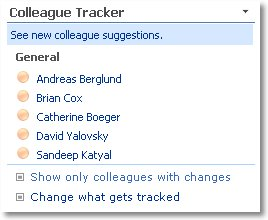 Colleague Tracker
See new colleague suggestions.
General
Andreas Berglund
Brian Cox
Catherine Boeger
David Yalovsky
Sandeep Katyal
Show only colleagues with changes
Change what gets tracked